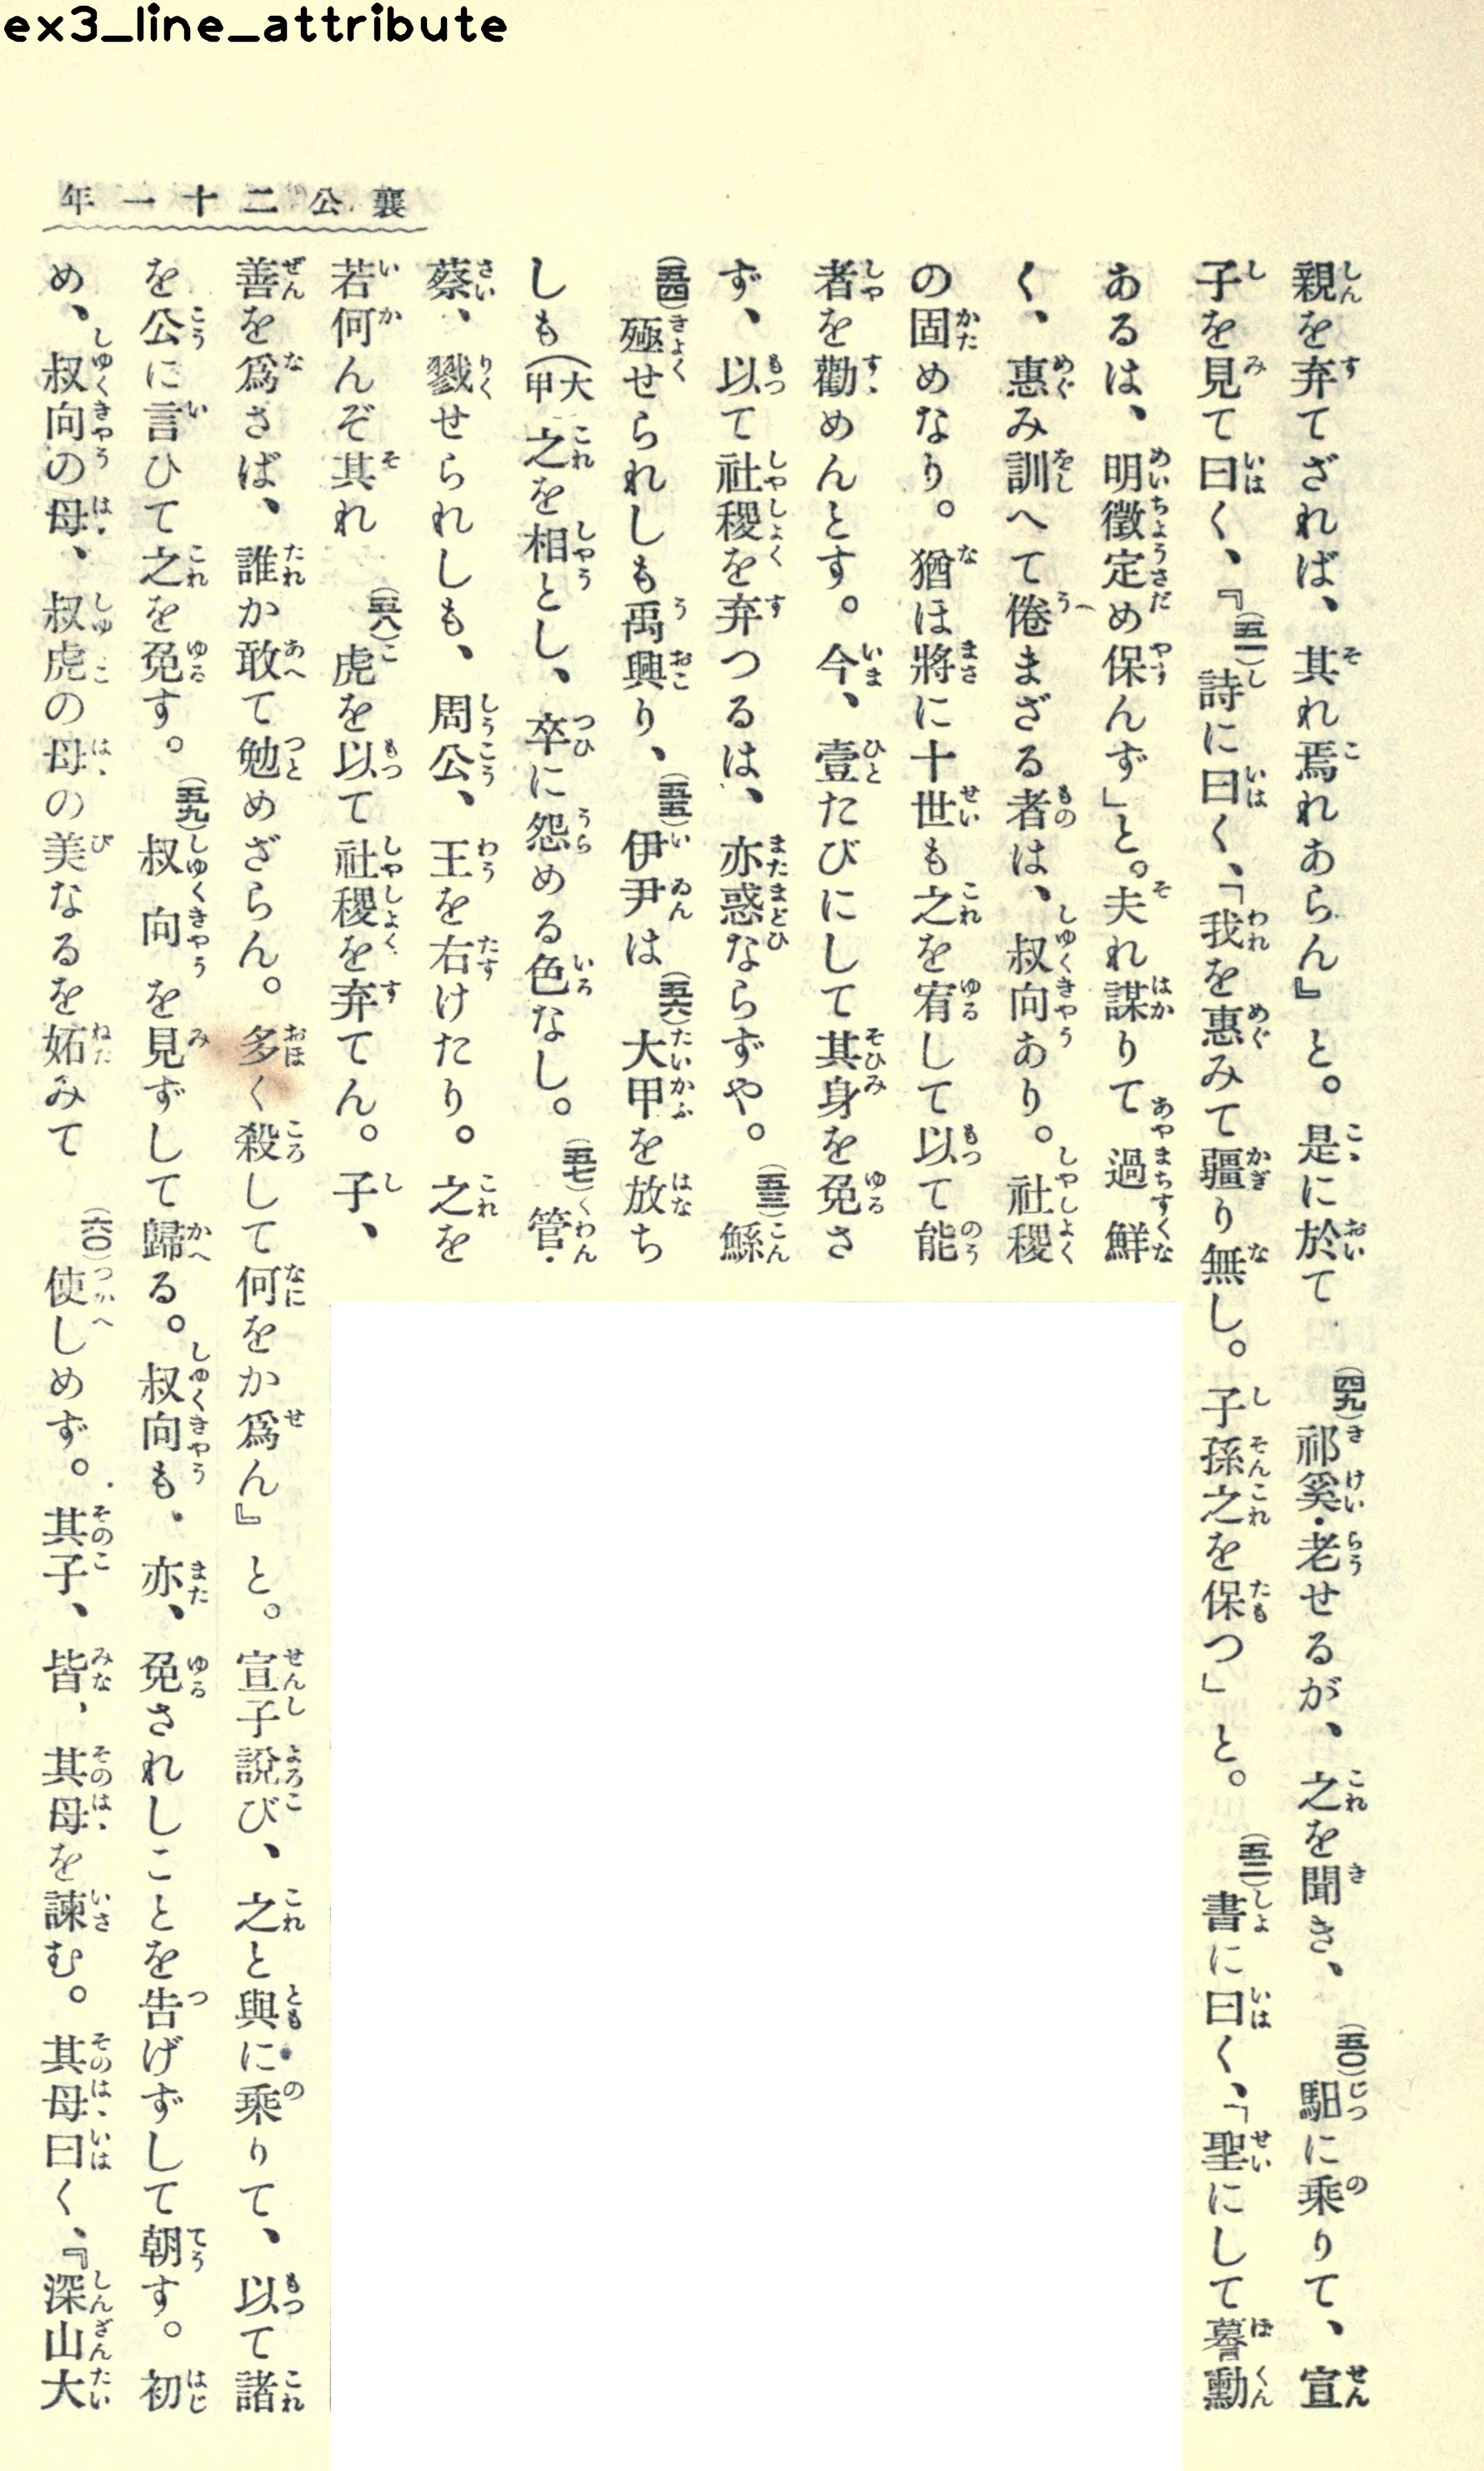 ex3_line_attribute
襄公二十一年
親を弃てざれば、其れ焉れあらん』と。是に於て(四九)祁奚・老せるが、之を聞き、(五〇)馹に乘りて、宣
子を見て曰く、『(五一)詩に曰く、「我を惠みて疆り無し。子孫之を保つ」と。(五二)書に曰く、「聖にして謩勳
あるは、明徵定め保んず」と。夫れ謀りて過鮮
く、惠み訓へて倦まざる者は、叔向あり。社稷
の固めなり。猶ほ將に十世も之を宥して以て能
者を勸めんとす。今、壹たびにして其身を免さ
ず、以て社稷を弃つるは、亦惑ならずや。(五三)鯀
(五四)殛せられしも禹興り、(五五)伊尹は(五六)大甲を放ち
しも(大甲之を相とし、卒に怨める色なし。(五七)管・
蔡、戮せられしも、周公、王を右けたり。之を
若何んぞ其れ(五八)虎を以て社稷を弃てん。子、
善を爲さば、誰か敢て勉めざらん。多く殺して何をか爲ん』と。宣子說び、之と與に乘りて、以て諸
を公に言ひて之を免す。(五九)叔向を見ずして歸る。叔向も、亦、免されしことを告げずして朝す。初
め、叔向の母、叔虎の母の美なるを妬みて(六〇)使しめず。其子、皆、其母を諫む。其母曰く、『深山大